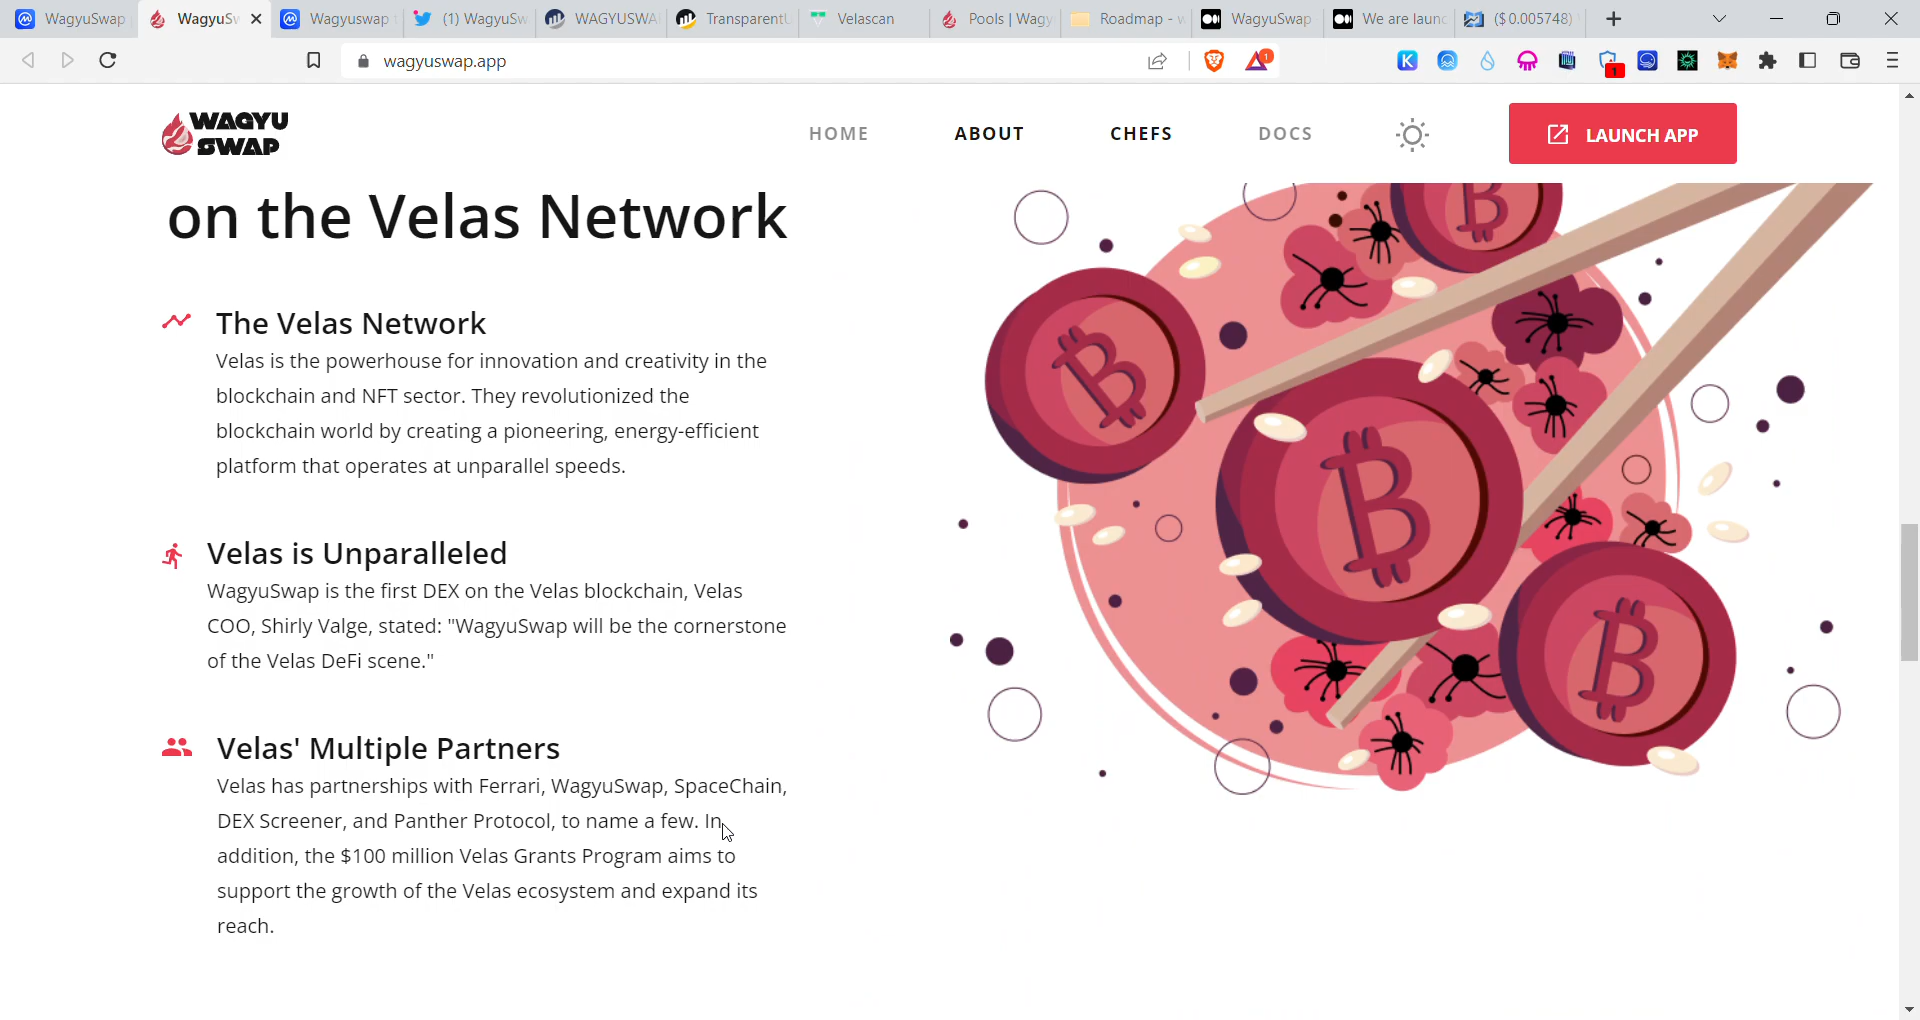 WagyuSwap
WagyuSw
Wagyuswap
(1) WagyuSw
WAGYUSWA
Transparent
Velascan
Pools | Wagy
Roadmap - w
WagyuSwap
We are launc
($0.005748)
wagyuswap.app
1
1
WAGYU
SWAP
HOME
ABOUT
CHEFS
DOCS
LAUNCH APP
on the Velas Network
The Velas Network
Velas is the powerhouse for innovation and creativity in the
blockchain and NFT sector. They revolutionized the
blockchain world by creating a pioneering, energy-efficient
platform that operates at unparallel speeds.
Velas is Unparalleled
WagyuSwap is the first DEX on the Velas blockchain, Velas
COO, Shirly Valge, stated: "WagyuSwap will be the cornerstone
of the Velas DeFi scene."
Velas' Multiple Partners
Velas has partnerships with Ferrari, WagyuSwap, SpaceChain,
DEX Screener, and Panther Protocol, to name a few. In
addition, the $100 million Velas Grants Program aims to
support the growth of the Velas ecosystem and expand its
reach.